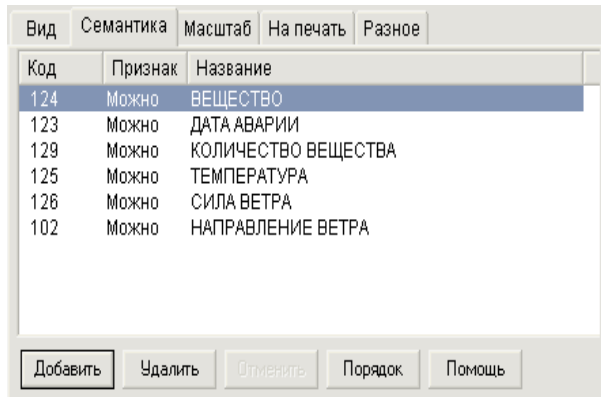 Вид Семантика Масштаб На печать Разное
Код Признак Название
124 Можно ВЕЩЕСТВО
123 Можно ДАТА АВАРИИ
129 Можно КОЛИЧЕСТВО ВЕЩЕСТВА
125 Можно ТЕМПЕРАТУРА
126 Можно СИЛА ВЕТРА
102 Можно НАПРАВЛЕНИЕ ВЕТРА
Добавить Удалить Отменить Порядок Помощь